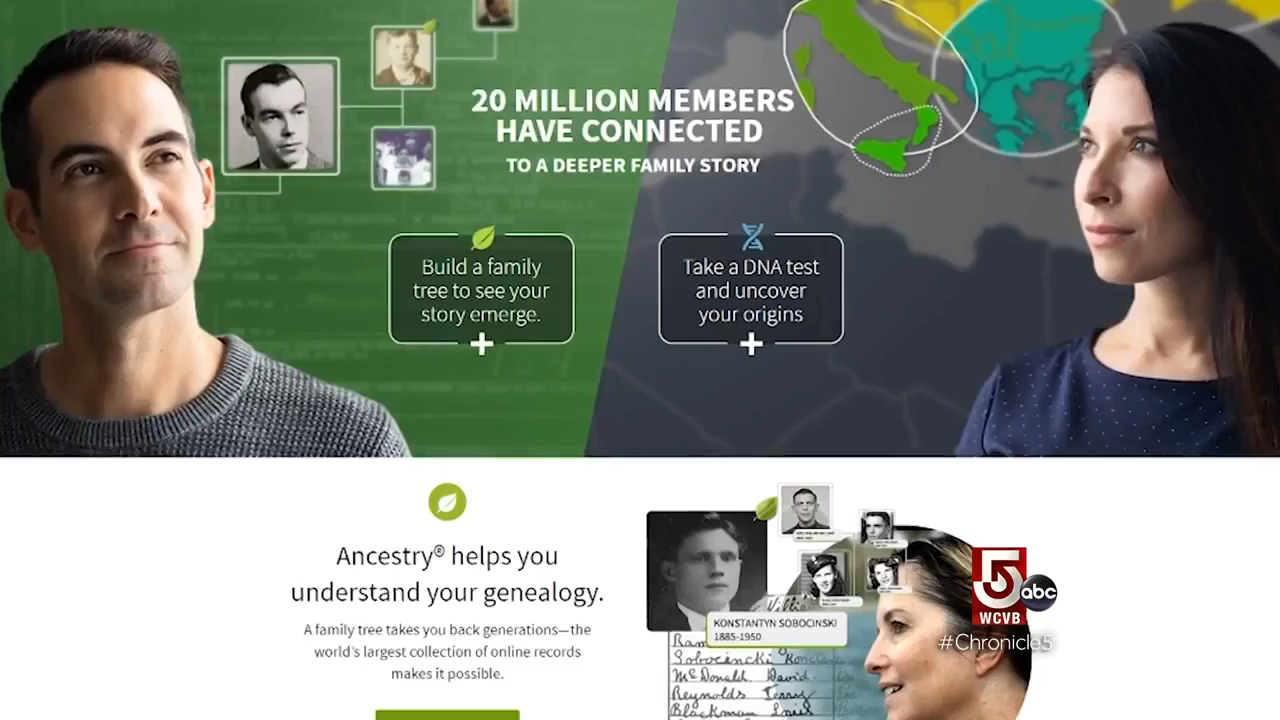 20 MILLION MEMBERS
HAVE CONNECTED
TO A DEEPER FAMILY STORY
Build a family
tree to see your
story emerge.
Take a DNA test
and uncover
your origins
Ancestry® helps you
understand your genealogy.
A family tree takes you back generations—the
world's largest collection of online records
makes it possible.
KONSTANTYN SOBOCINSKI
1885-1950
Sobocincki
McDonald. David.
Reynolds Terry
Blackman Lois
5
abc
WCVB
#Chronicle5